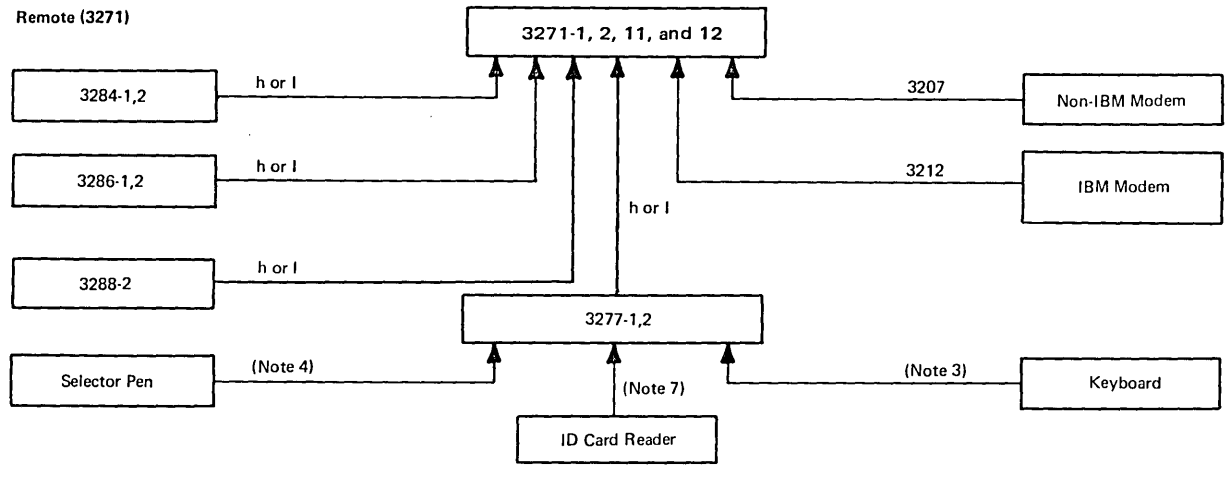 Remote (3271)
3271-1, 2, 11, and 12
3284-1,2
h or l
3207
Non-IBM Modem
3286-1,2
h or l
3212
IBM Modem
h or l
3288-2
h or l
3277-1,2
Selector Pen
(Note 4)
(Note 7)
(Note 3)
Keyboard
ID Card Reader